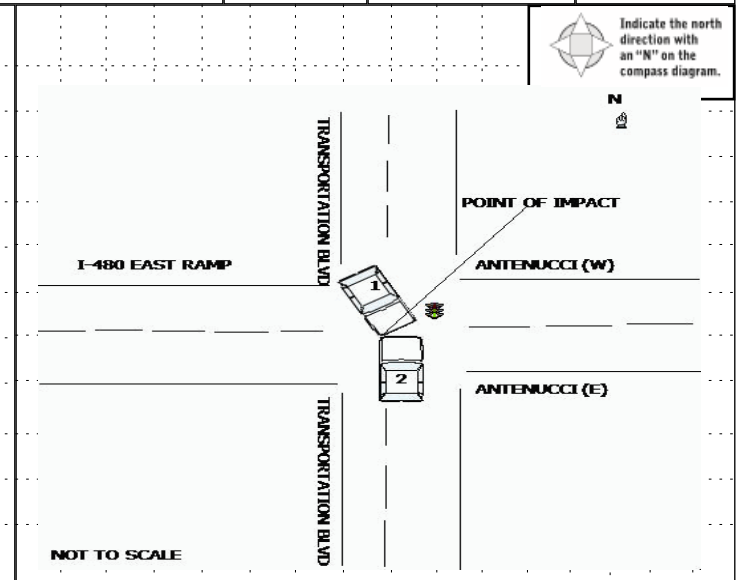 Indicate the north
direction with
an "N" on the
compass diagram.
N
TRANSPORTATION BLVD
POINT OF IMPACT
I-480 EAST RAMP
ANTENUCCI (W)
1
2
ANTENUCCI (E)
TRANSPORTATION BLVD
NOT TO SCALE